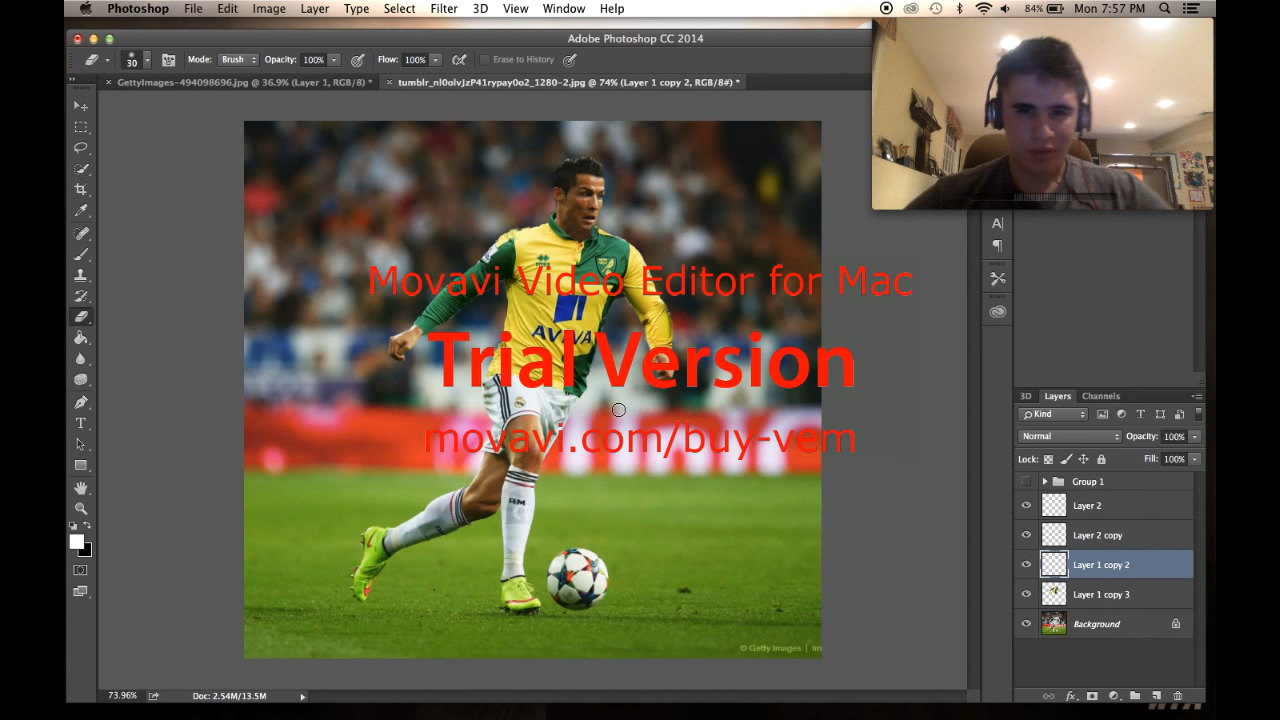 Photoshop File Edit Image Layer Type Select Filter 3D View Window Help 84% Mon 7:57 PM
Adobe Photoshop CC 2014
30 Mode: Brush Opacity: 100% Flow: 100% Erase to History
× GettyImages-494098696.jpg @ 36.9% (Layer 1, RGB/8) * × tumblr_nl0olvJzP41rypay0o2_1280-2.jpg @ 74% (Layer 1 copy 2, RGB/8#) *
Movavi Video Editor for Mac
AVIVA
Trial Version
movavi.com/buy-vem
© Getty Images | Im
3D Layers Channels
Kind
Normal Opacity: 100%
Lock: Fill: 100%
Group 1
Layer 2
Layer 2 copy
Layer 1 copy 2
Layer 1 copy 3
Background
73.96% Doc: 2.54M/13.5M